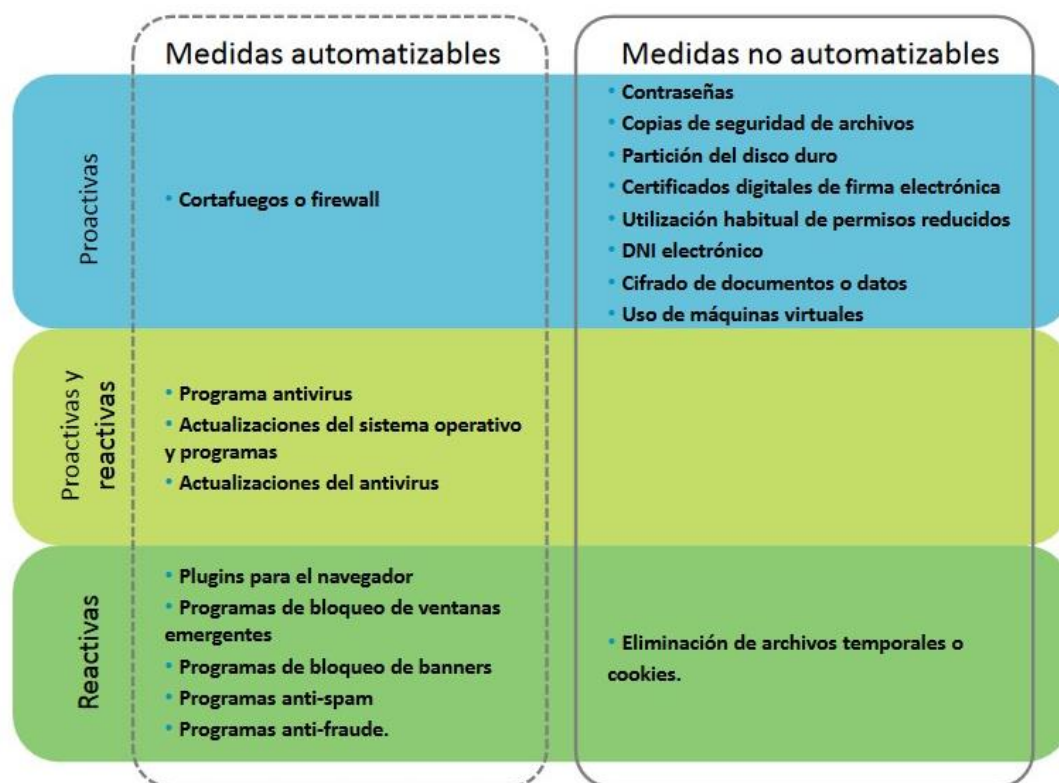 Medidas automatizables
Medidas no automatizables
Proactivas
• Cortafuegos o firewall
• Contraseñas
• Copias de seguridad de archivos
• Partición del disco duro
• Certificados digitales de firma electrónica
• Utilización habitual de permisos reducidos
• DNI electrónico
• Cifrado de documentos o datos
• Uso de máquinas virtuales
Proactivas y
reactivas
• Programa antivirus
• Actualizaciones del sistema operativo
y programas
• Actualizaciones del antivirus
Reactivas
• Plugins para el navegador
• Programas de bloqueo de ventanas
emergentes
• Programas de bloqueo de banners
• Programas anti-spam
• Programas anti-fraude.
• Eliminación de archivos temporales o
cookies.